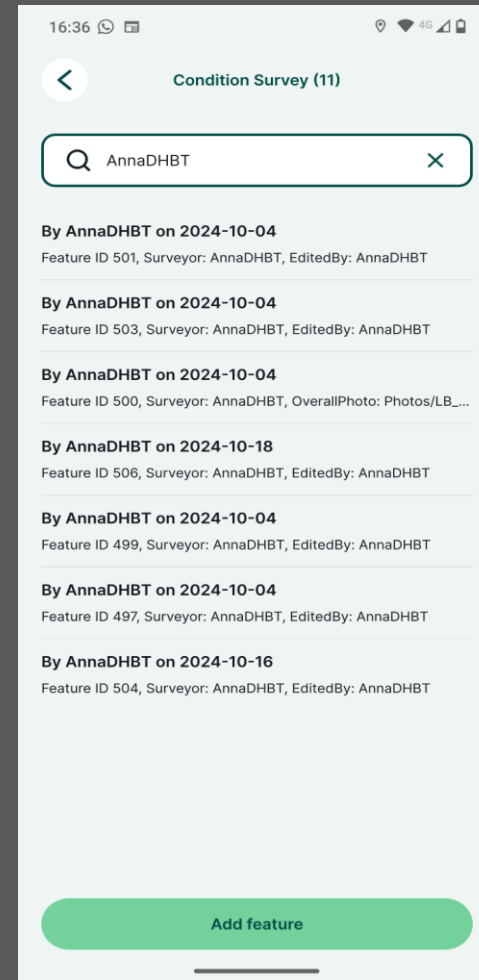 16:36 4G
Condition Survey (11)
AnnaDHBT
By AnnaDHBT on 2024-10-04
Feature ID 501, Surveyor: AnnaDHBT, EditedBy: AnnaDHBT
By AnnaDHBT on 2024-10-04
Feature ID 503, Surveyor: AnnaDHBT, EditedBy: AnnaDHBT
By AnnaDHBT on 2024-10-04
Feature ID 500, Surveyor: AnnaDHBT, OverallPhoto: Photos/LB_...
By AnnaDHBT on 2024-10-18
Feature ID 506, Surveyor: AnnaDHBT, EditedBy: AnnaDHBT
By AnnaDHBT on 2024-10-04
Feature ID 499, Surveyor: AnnaDHBT, EditedBy: AnnaDHBT
By AnnaDHBT on 2024-10-04
Feature ID 497, Surveyor: AnnaDHBT, EditedBy: AnnaDHBT
By AnnaDHBT on 2024-10-16
Feature ID 504, Surveyor: AnnaDHBT, EditedBy: AnnaDHBT
Add feature